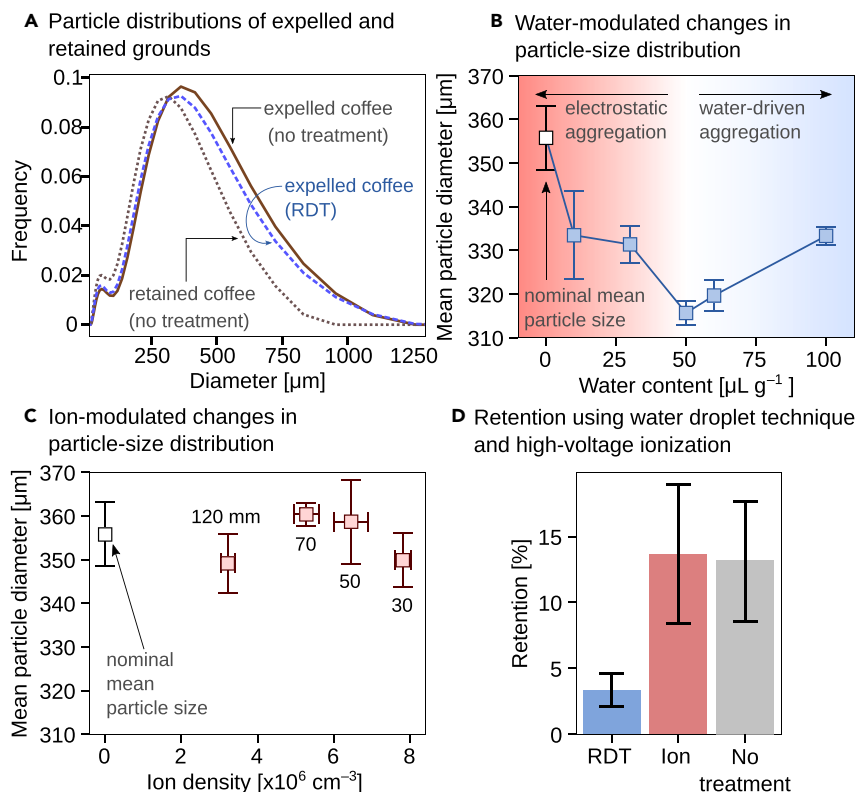 A Particle distributions of expelled and
retained grounds
0.1
0.08
0.06
0.04
0.02
0
Frequency
expelled coffee
(no treatment)
expelled coffee
(RDT)
retained coffee
(no treatment)
250 500 750 1000 1250
Diameter [µm]
B Water-modulated changes in
particle-size distribution
370
360
350
340
330
320
310
Mean particle diameter [µm]
electrostatic
aggregation
water-driven
aggregation
nominal mean
particle size
0 25 50 75 100
Water content [µL g⁻¹ ]
C Ion-modulated changes in
particle-size distribution
370
360
350
340
330
320
310
Mean particle diameter [µm]
120 mm
70
50
30
nominal
mean
particle size
0 2 4 6 8
Ion density [x10⁶ cm⁻³]
D Retention using water droplet technique
and high-voltage ionization
15
10
5
0
Retention [%]
RDT Ion No
treatment